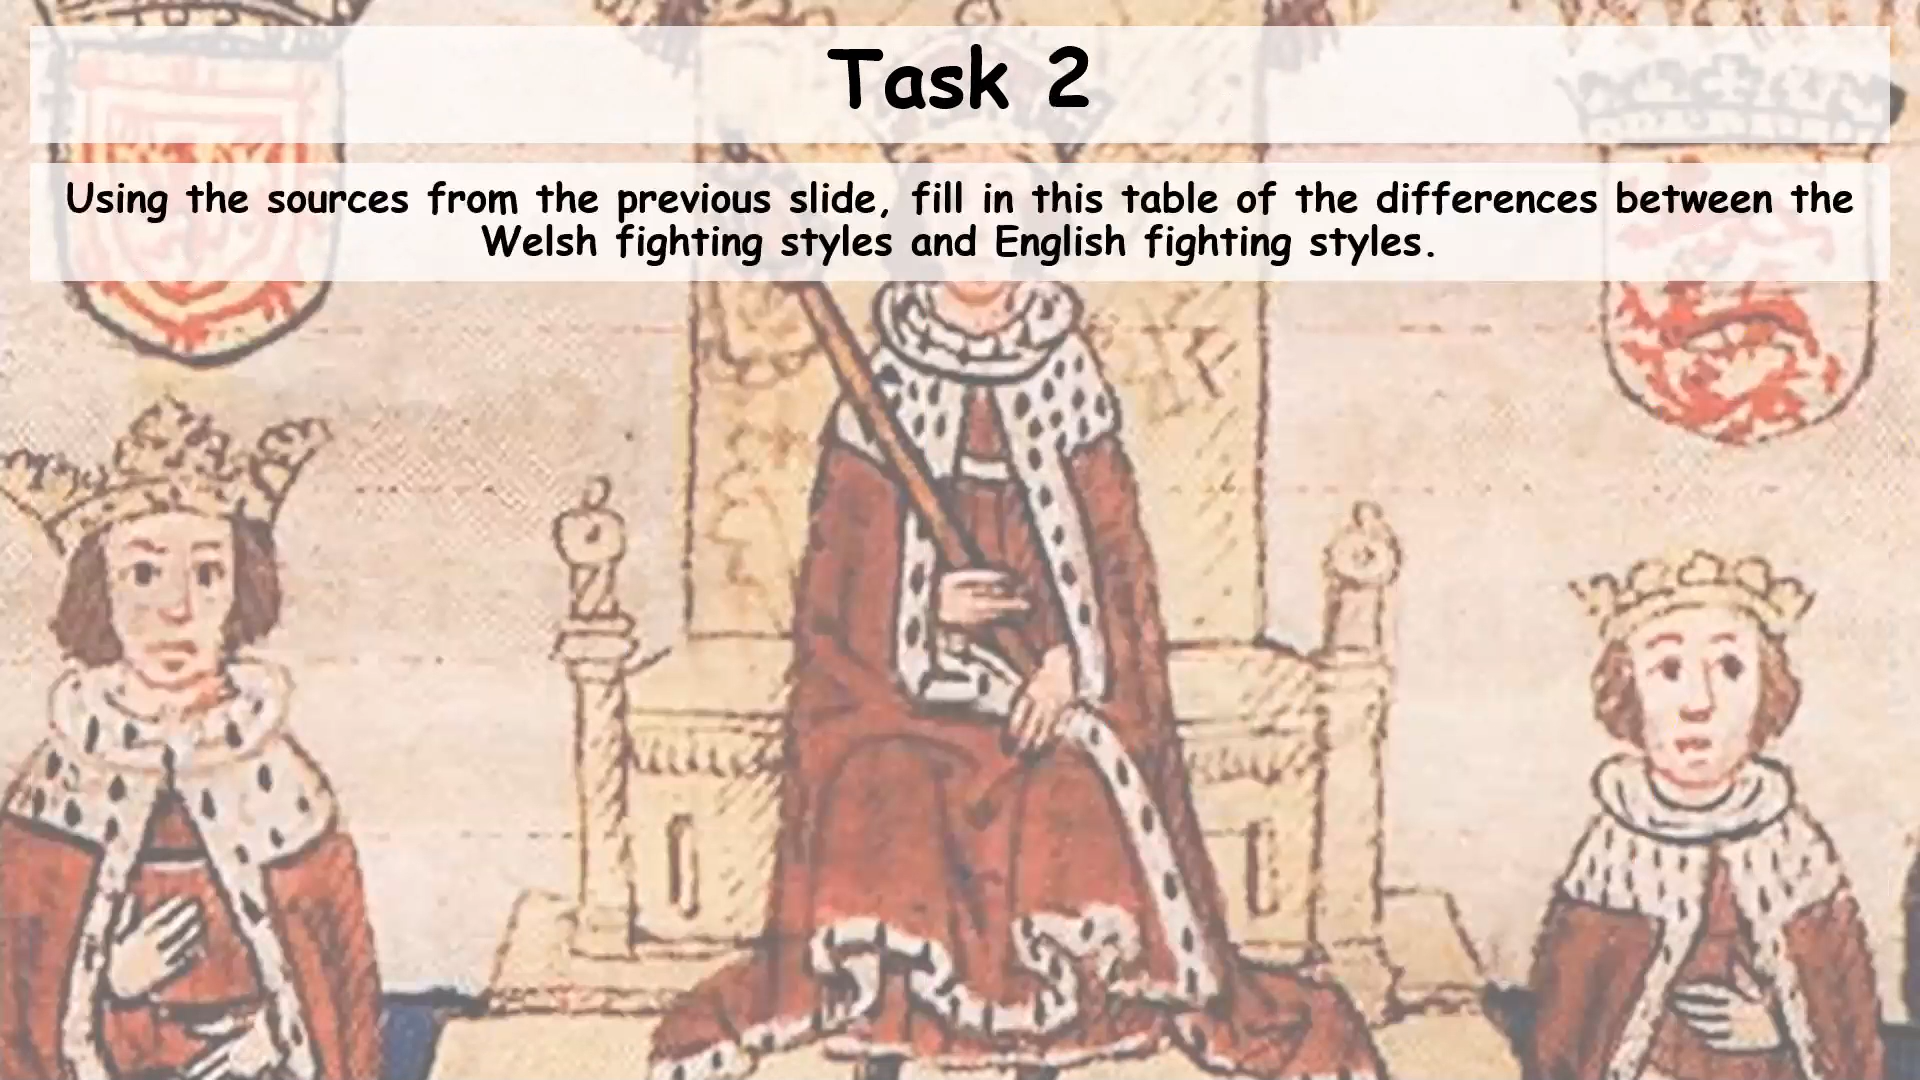 Task 2
Using the sources from the previous slide, fill in this table of the differences between the
Welsh fighting styles and English fighting styles.